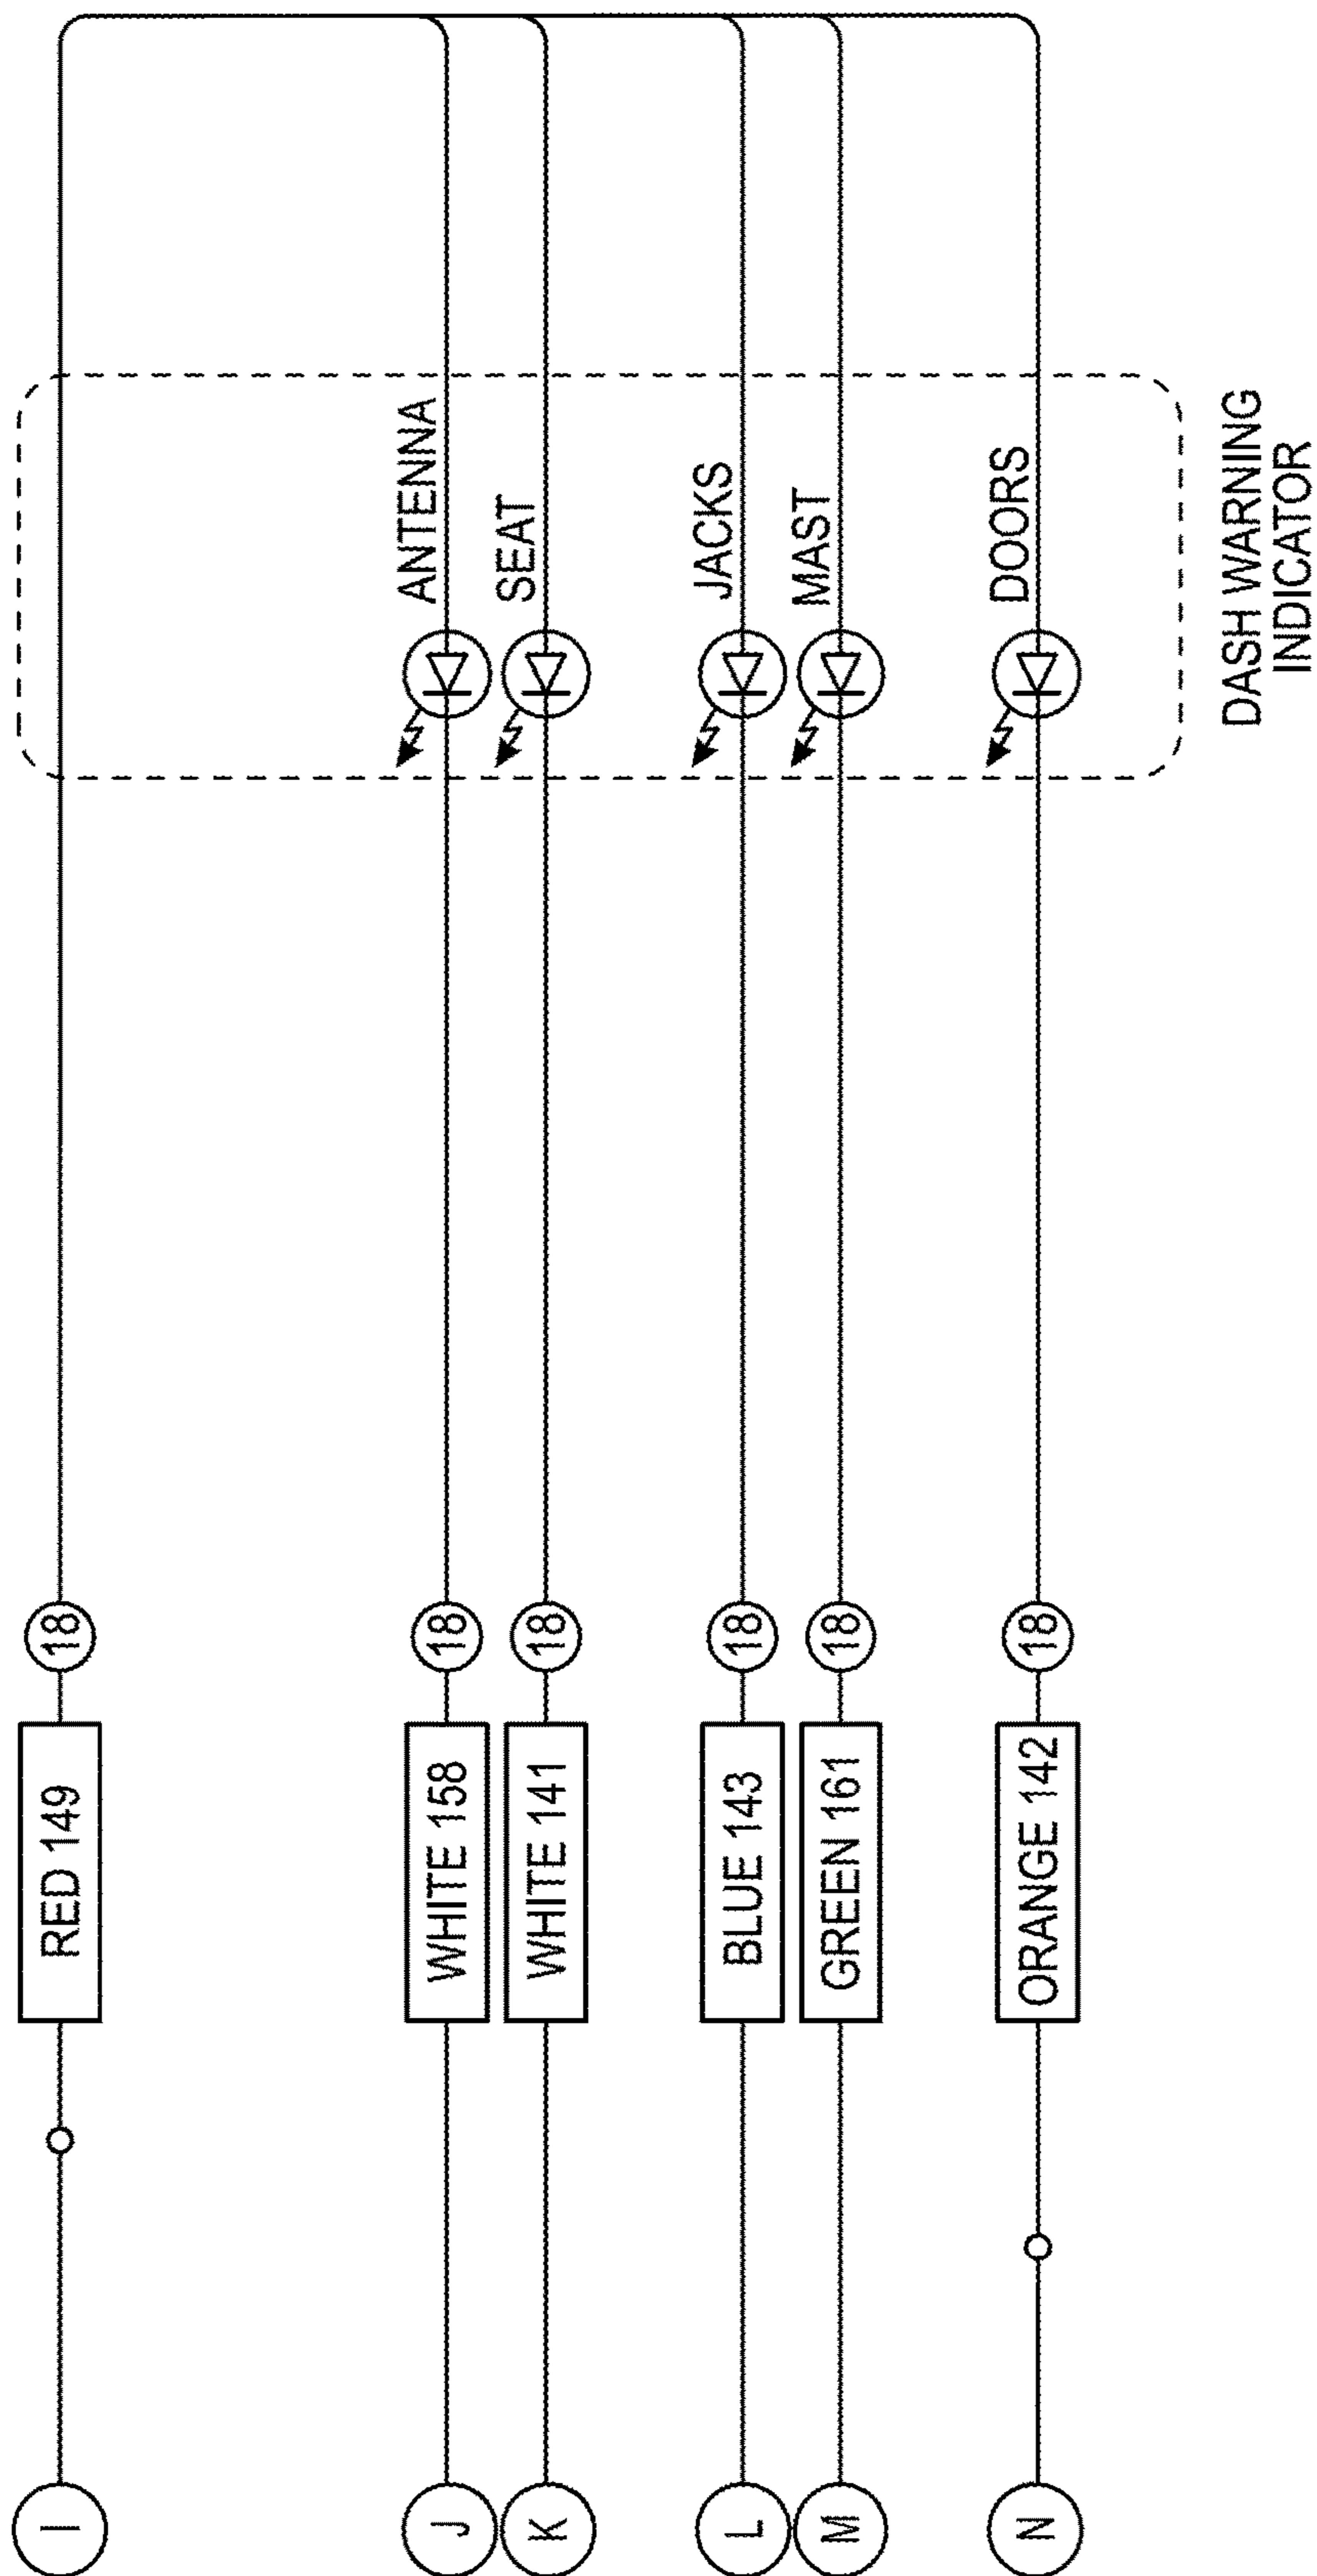 I
RED 149
18
J
WHITE 158
18
ANTENNA
K
WHITE 141
18
SEAT
L
BLUE 143
18
JACKS
M
GREEN 161
18
MAST
N
ORANGE 142
18
DOORS
DASH WARNING
INDICATOR